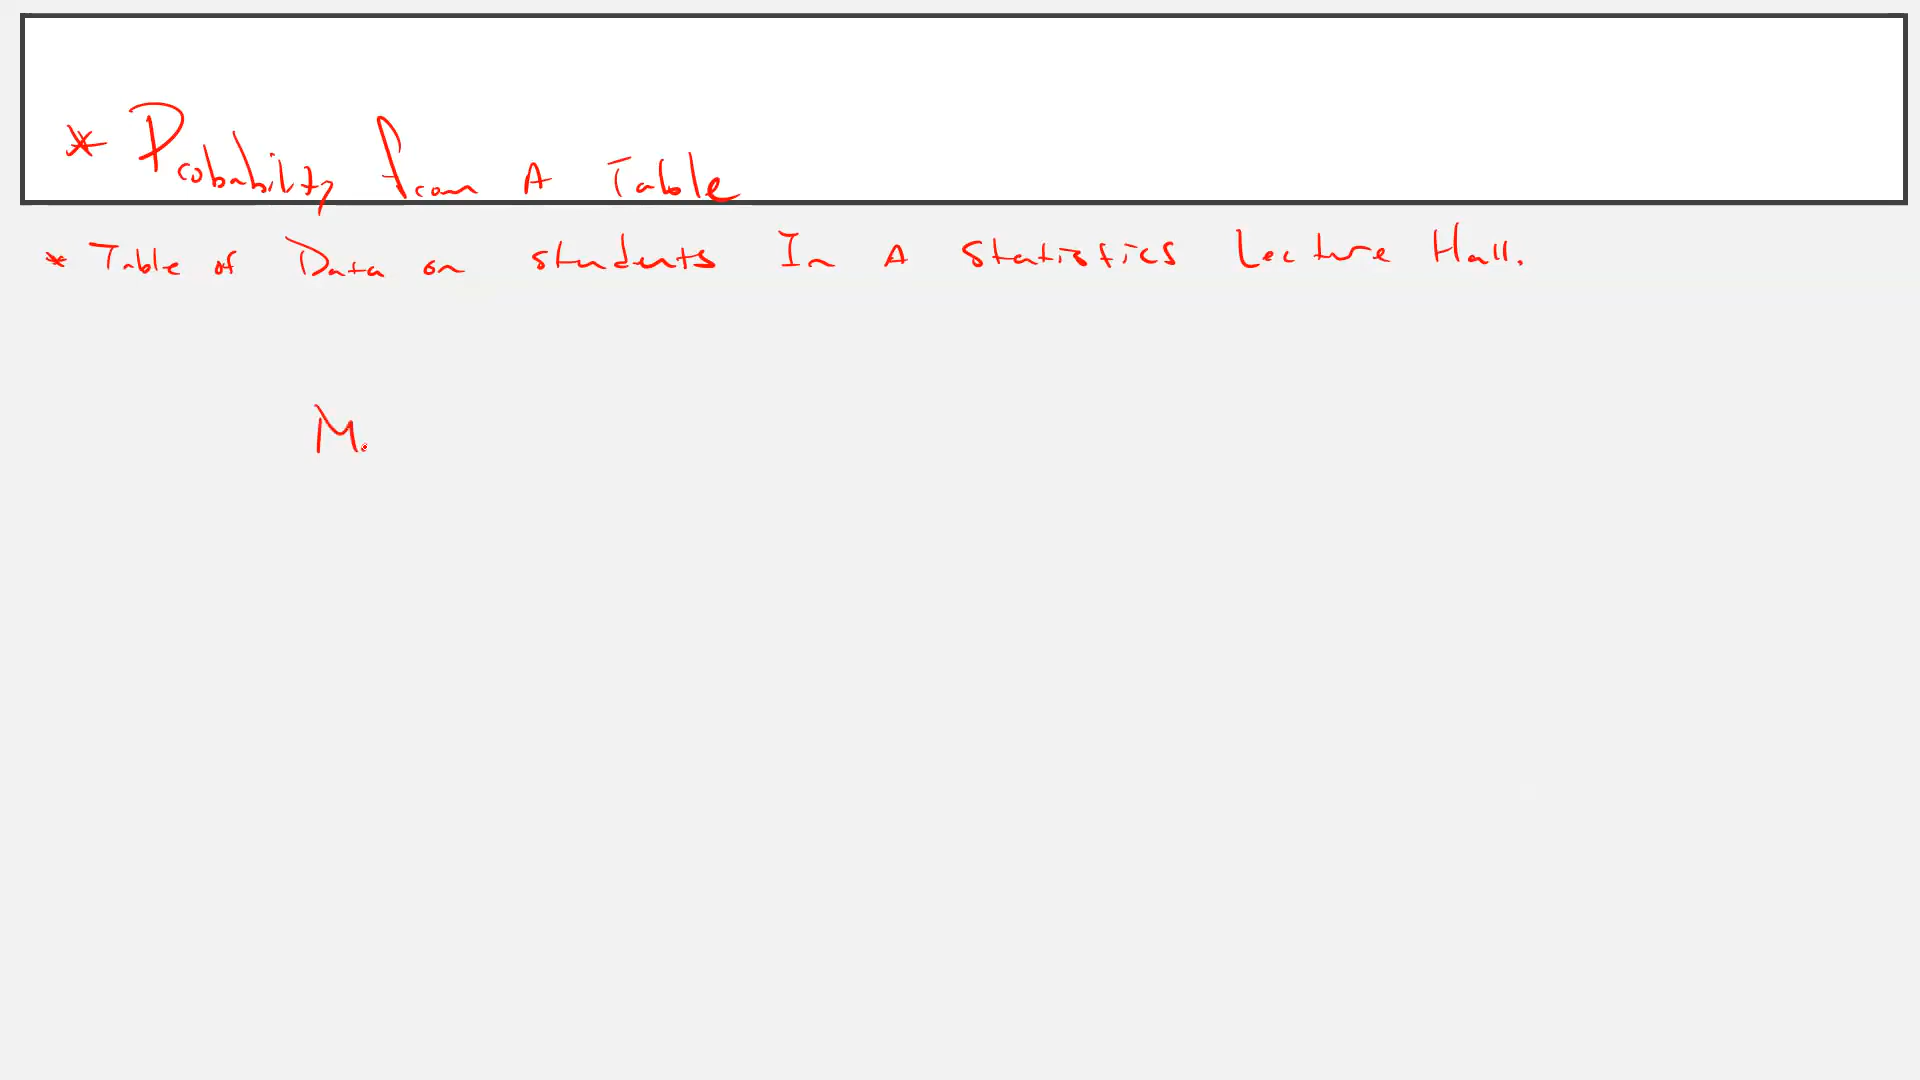 * Probability from A Table
* Table of Data on students In A Statistics Lecture Hall.
M.